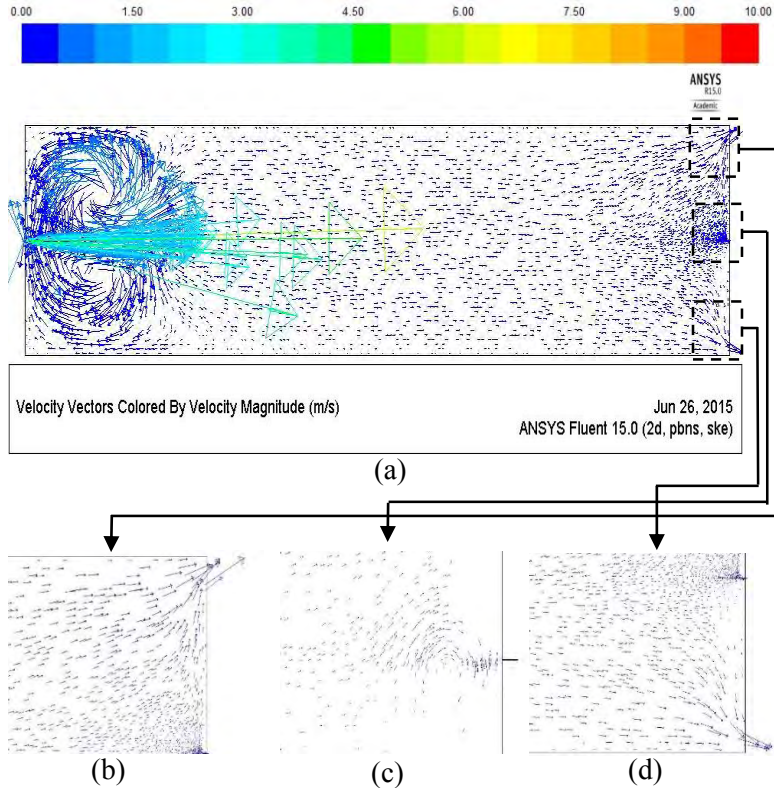 0.00 1.50 3.00 4.50 6.00 7.50 9.00 10.00
ANSYS
R15.0
Academic
Velocity Vectors Colored By Velocity Magnitude (m/s)
Jun 26, 2015
ANSYS Fluent 15.0 (2d, pbns, ske)
(a)
(b) (c) (d)